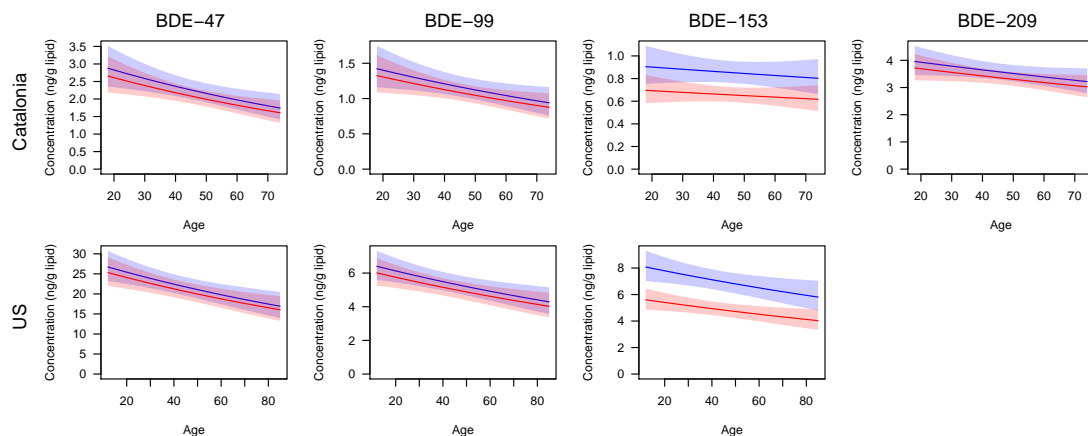 BDE−47
BDE−99
BDE−153
BDE−209
Catalonia
Concentration (ng/g lipid)
3.5
3.0
2.5
2.0
1.5
1.0
0.5
0.0
20 30 40 50 60 70
Age
Concentration (ng/g lipid)
1.5
1.0
0.5
0.0
20 30 40 50 60 70
Age
Concentration (ng/g lipid)
1.0
0.8
0.6
0.4
0.2
0.0
20 30 40 50 60 70
Age
Concentration (ng/g lipid)
4
3
2
1
0
20 30 40 50 60 70
Age
US
Concentration (ng/g lipid)
30
25
20
15
10
5
0
20 40 60 80
Age
Concentration (ng/g lipid)
6
4
2
0
20 40 60 80
Age
Concentration (ng/g lipid)
8
6
4
2
0
20 40 60 80
Age